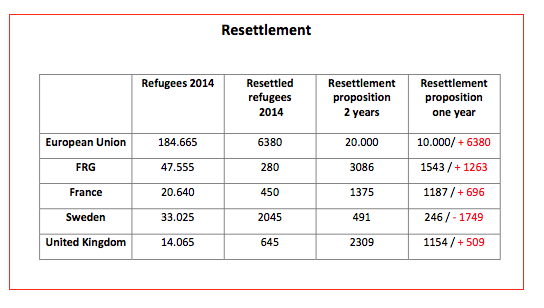 Resettlement
Refugees 2014 Resettled refugees 2014 Resettlement proposition 2 years Resettlement proposition one year
European Union 184.665 6380 20.000 10.000/ + 6380
FRG 47.555 280 3086 1543 / + 1263
France 20.640 450 1375 1187 / + 696
Sweden 33.025 2045 491 246 / - 1749
United Kingdom 14.065 645 2309 1154 / + 509